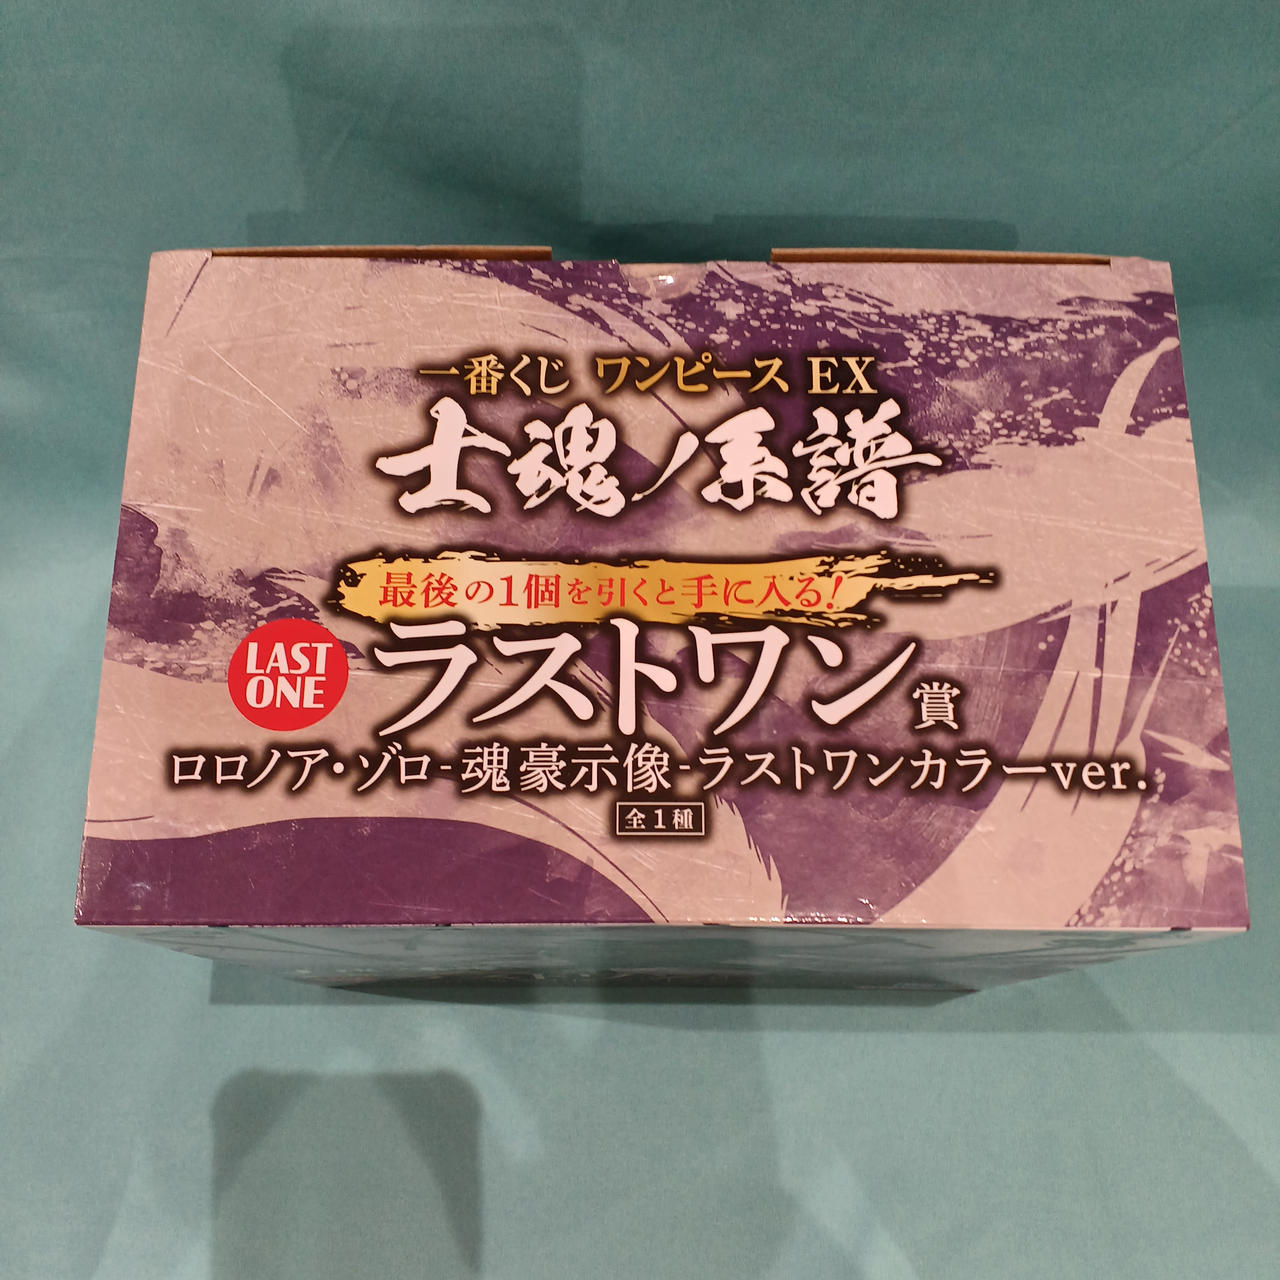 一番くじ ワンピース EX
士魂ノ系譜
最後の1個を引くと手に入る!
LAST
ONE
ラストワン賞
ロロノア・ゾロ-魂豪示像-ラストワンカラーver.
全1種